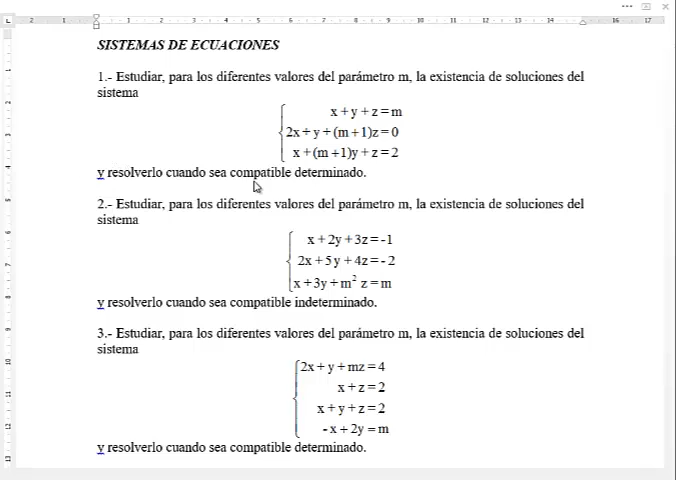 SISTEMAS DE ECUACIONES
1.- Estudiar, para los diferentes valores del parámetro m, la existencia de soluciones del
sistema
x + y + z = m
2x + y + (m + 1)z = 0
x + (m + 1)y + z = 2
y resolverlo cuando sea compatible determinado.
2.- Estudiar, para los diferentes valores del parámetro m, la existencia de soluciones del
sistema
x + 2y + 3z = -1
2x + 5y + 4z = -2
x + 3y + m² z = m
y resolverlo cuando sea compatible indeterminado.
3.- Estudiar, para los diferentes valores del parámetro m, la existencia de soluciones del
sistema
2x + y + mz = 4
x + z = 2
x + y + z = 2
-x + 2y = m
y resolverlo cuando sea compatible determinado.